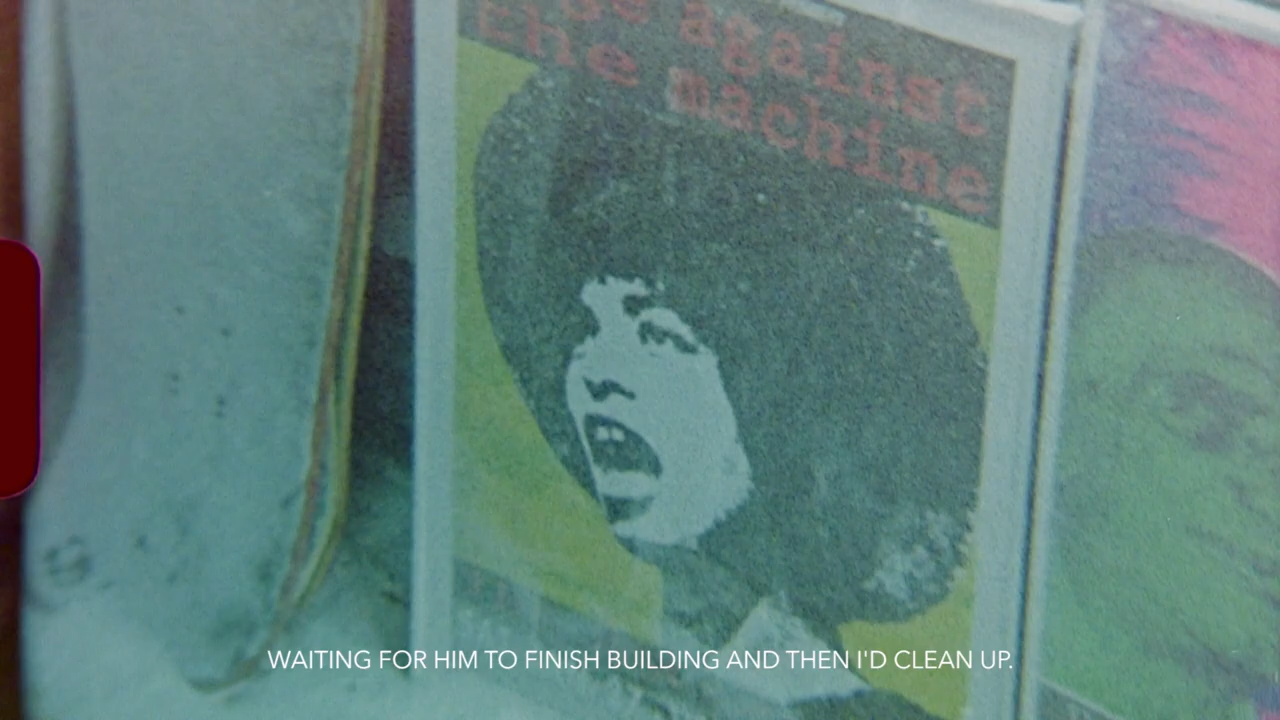 against
the machine
WAITING FOR HIM TO FINISH BUILDING AND THEN I'D CLEAN UP.